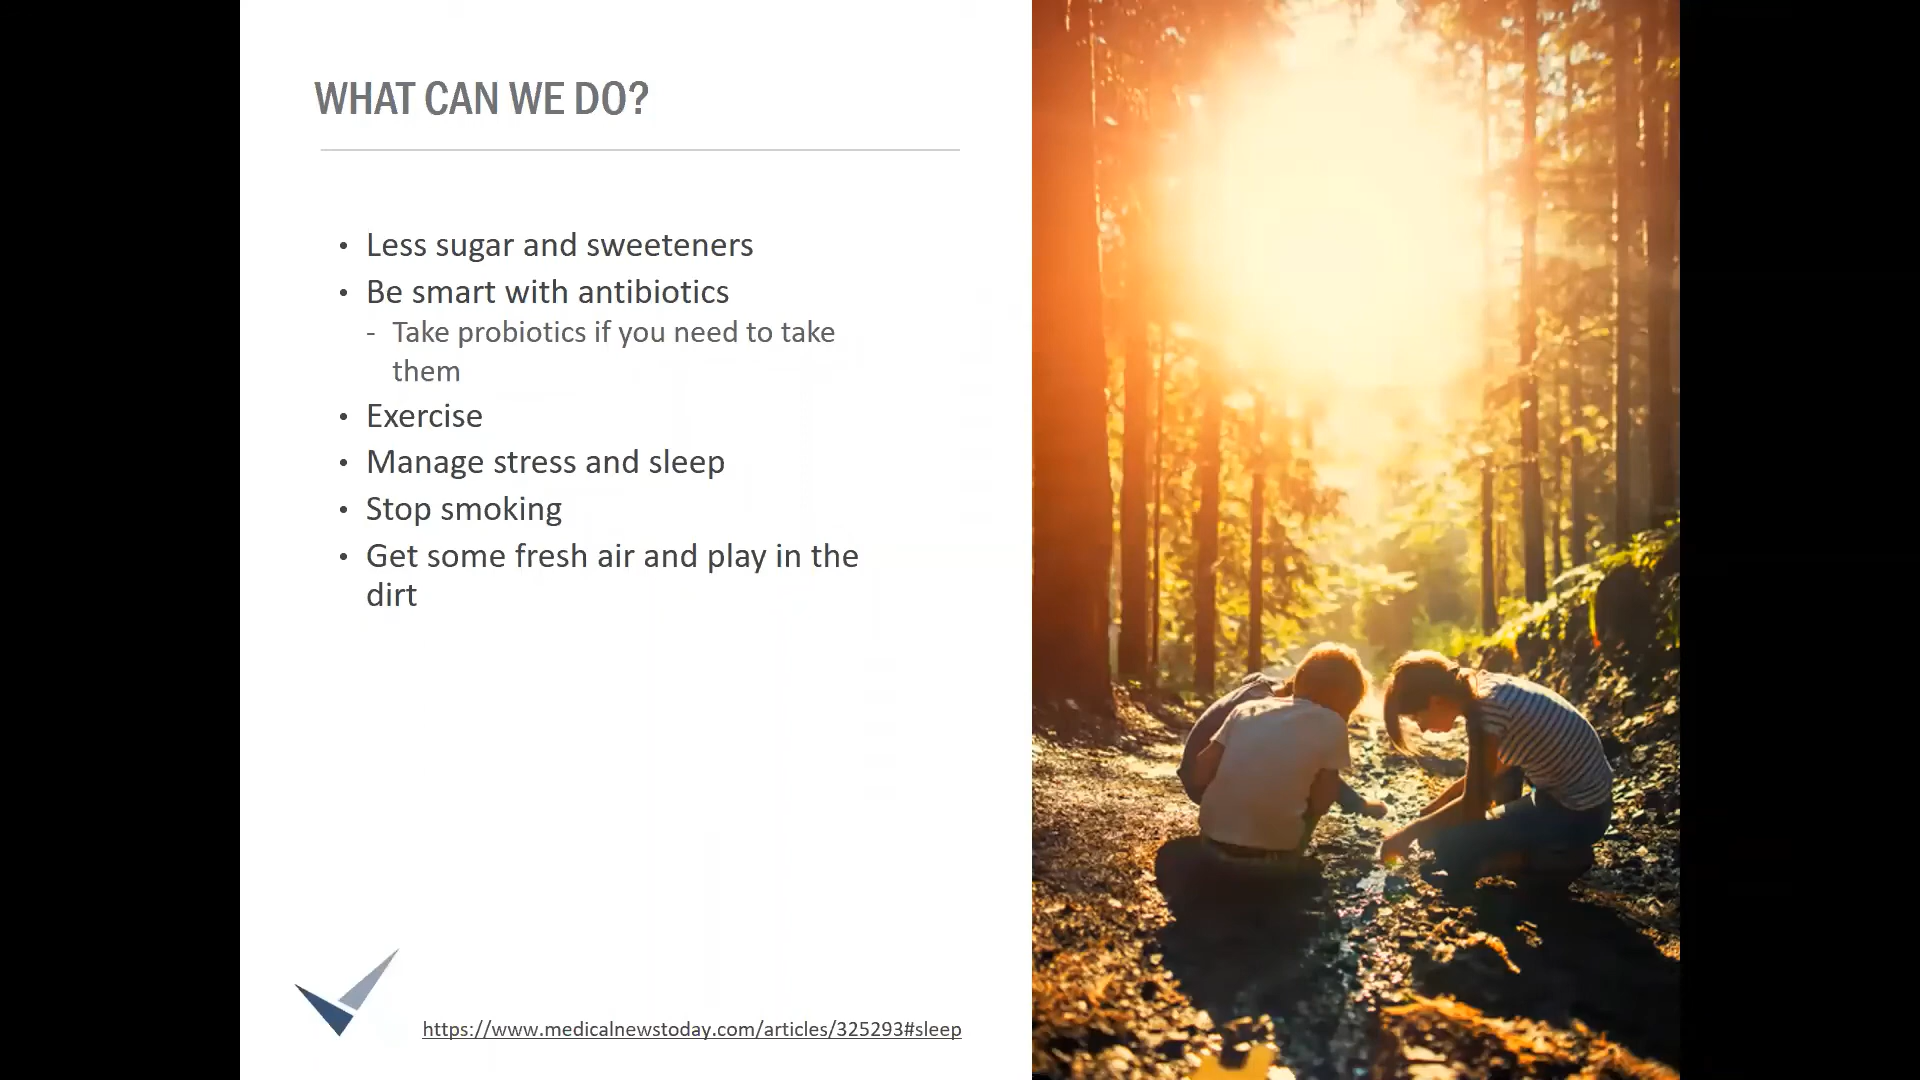 WHAT CAN WE DO?
• Less sugar and sweeteners
• Be smart with antibiotics
- Take probiotics if you need to take
them
• Exercise
• Manage stress and sleep
• Stop smoking
• Get some fresh air and play in the
dirt
https://www.medicalnewstoday.com/articles/325293#sleep